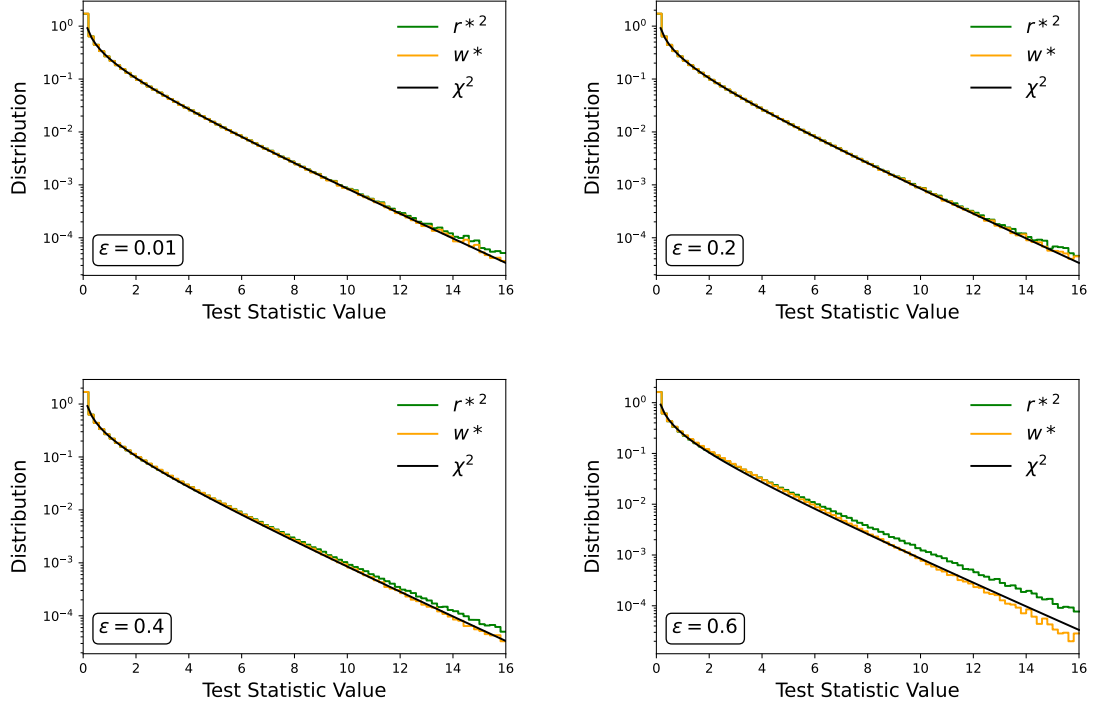 Distribution
10⁰
10⁻¹
10⁻²
10⁻³
10⁻⁴
r*²
w*
χ²
ε = 0.01
0 2 4 6 8 10 12 14 16
Test Statistic Value
Distribution
10⁰
10⁻¹
10⁻²
10⁻³
10⁻⁴
r*²
w*
χ²
ε = 0.2
0 2 4 6 8 10 12 14 16
Test Statistic Value
Distribution
10⁰
10⁻¹
10⁻²
10⁻³
10⁻⁴
r*²
w*
χ²
ε = 0.4
0 2 4 6 8 10 12 14 16
Test Statistic Value
Distribution
10⁰
10⁻¹
10⁻²
10⁻³
10⁻⁴
r*²
w*
χ²
ε = 0.6
0 2 4 6 8 10 12 14 16
Test Statistic Value